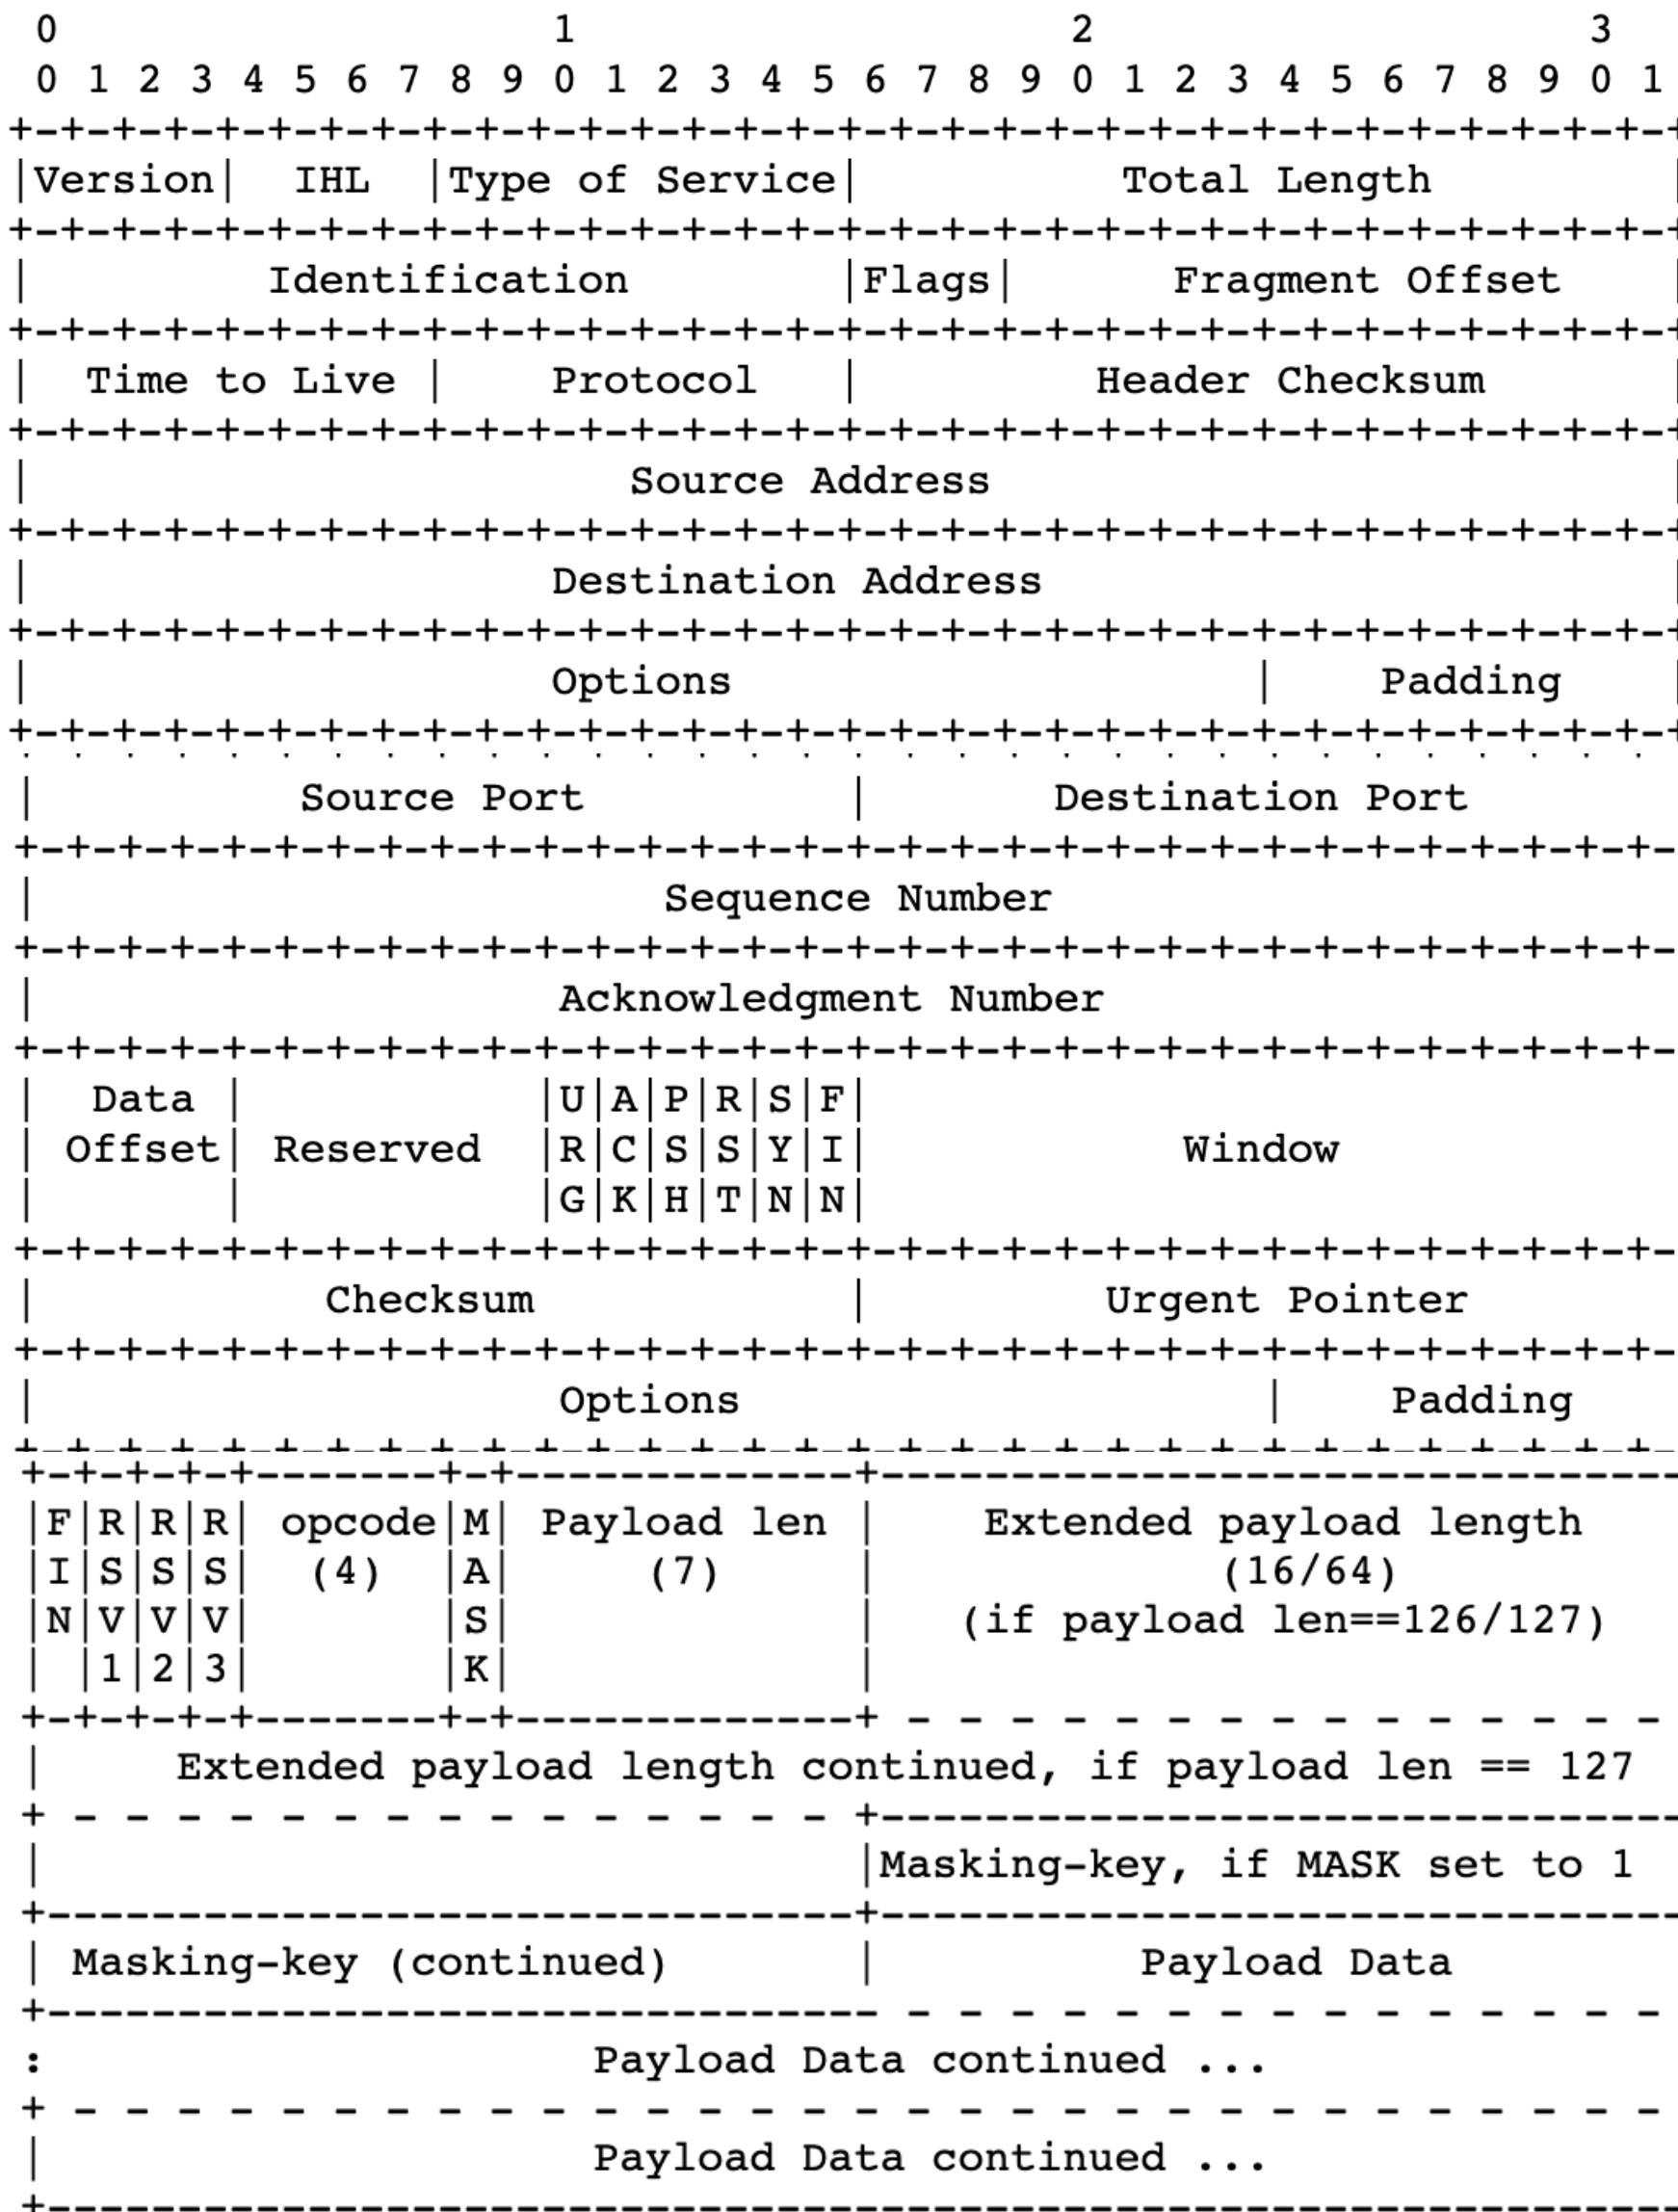 0 1 2 3
0 1 2 3 4 5 6 7 8 9 0 1 2 3 4 5 6 7 8 9 0 1 2 3 4 5 6 7 8 9 0 1
+-+-+-+-+-+-+-+-+-+-+-+-+-+-+-+-+-+-+-+-+-+-+-+-+-+-+-+-+-+-+-+-+
|Version| IHL |Type of Service| Total Length |
+-+-+-+-+-+-+-+-+-+-+-+-+-+-+-+-+-+-+-+-+-+-+-+-+-+-+-+-+-+-+-+-+
| Identification |Flags| Fragment Offset |
+-+-+-+-+-+-+-+-+-+-+-+-+-+-+-+-+-+-+-+-+-+-+-+-+-+-+-+-+-+-+-+-+
| Time to Live | Protocol | Header Checksum |
+-+-+-+-+-+-+-+-+-+-+-+-+-+-+-+-+-+-+-+-+-+-+-+-+-+-+-+-+-+-+-+-+
| Source Address |
+-+-+-+-+-+-+-+-+-+-+-+-+-+-+-+-+-+-+-+-+-+-+-+-+-+-+-+-+-+-+-+-+
| Destination Address |
+-+-+-+-+-+-+-+-+-+-+-+-+-+-+-+-+-+-+-+-+-+-+-+-+-+-+-+-+-+-+-+-+
| Options | Padding |
+-+-+-+-+-+-+-+-+-+-+-+-+-+-+-+-+-+-+-+-+-+-+-+-+-+-+-+-+-+-+-+-+
| Source Port | Destination Port
+-+-+-+-+-+-+-+-+-+-+-+-+-+-+-+-+-+-+-+-+-+-+-+-+-+-+-+-+-+-+-+-
| Sequence Number
+-+-+-+-+-+-+-+-+-+-+-+-+-+-+-+-+-+-+-+-+-+-+-+-+-+-+-+-+-+-+-+-
| Acknowledgment Number
+-+-+-+-+-+-+-+-+-+-+-+-+-+-+-+-+-+-+-+-+-+-+-+-+-+-+-+-+-+-+-+-
| Data | |U|A|P|R|S|F|
| Offset| Reserved |R|C|S|S|Y|I| Window
| | |G|K|H|T|N|N|
+-+-+-+-+-+-+-+-+-+-+-+-+-+-+-+-+-+-+-+-+-+-+-+-+-+-+-+-+-+-+-+-
| Checksum | Urgent Pointer
+-+-+-+-+-+-+-+-+-+-+-+-+-+-+-+-+-+-+-+-+-+-+-+-+-+-+-+-+-+-+-+-
| Options | Padding
+-+-+-+-+-+-+-+-+-+-+-+-+-+-+-+-+-+-+-+-+-+-+-+-+-+-+-+-+-+-+-+-
+-+-+-+-+-------+-+-------------+-------------------------------
|F|R|R|R| opcode|M| Payload len | Extended payload length
|I|S|S|S| (4) |A| (7) | (16/64)
|N|V|V|V| |S| | (if payload len==126/127)
| |1|2|3| |K| |
+-+-+-+-+-------+-+-------------+ - - - - - - - - - - - - - - -
| Extended payload length continued, if payload len == 127
+ - - - - - - - - - - - - - - - +-------------------------------
| |Masking-key, if MASK set to 1
+-------------------------------+-------------------------------
| Masking-key (continued) | Payload Data
+-------------------------------- - - - - - - - - - - - - - - -
: Payload Data continued ...
+ - - - - - - - - - - - - - - - - - - - - - - - - - - - - - - -
| Payload Data continued ...
+---------------------------------------------------------------